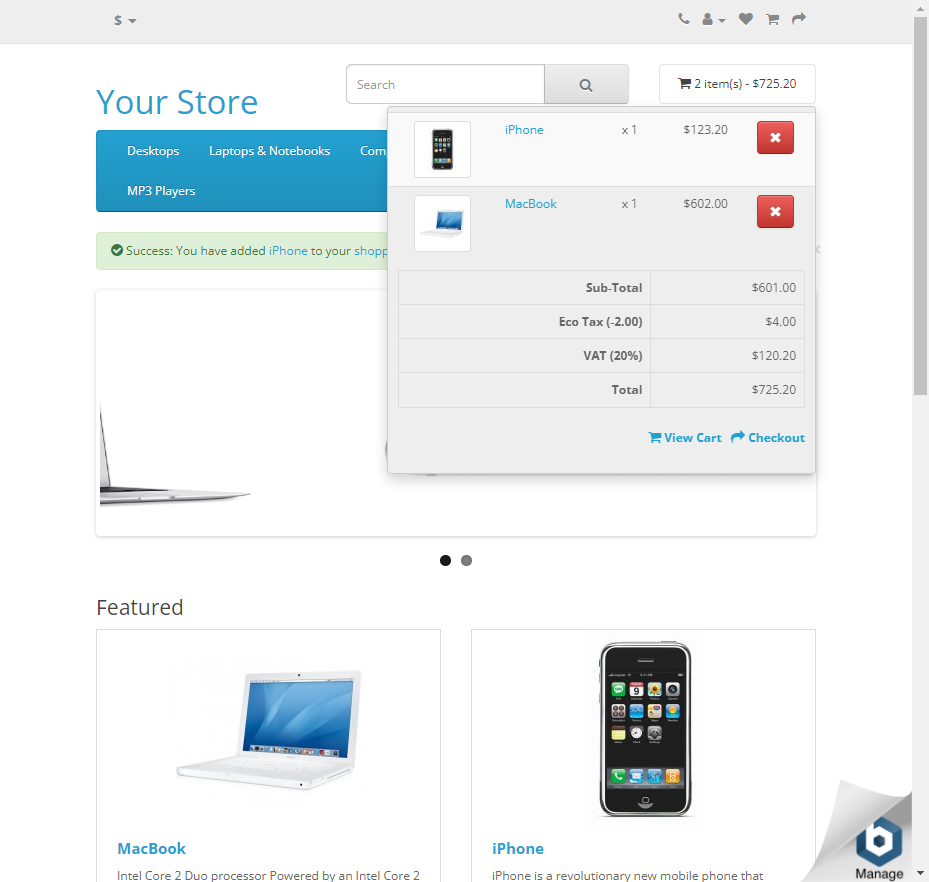 $
Search
2 item(s) - $725.20
Your Store
Desktops
Laptops & Notebooks
Com
MP3 Players
iPhone x 1 $123.20
MacBook x 1 $602.00
Success: You have added iPhone to your shopp
Sub-Total $601.00
Eco Tax (-2.00) $4.00
VAT (20%) $120.20
Total $725.20
View Cart Checkout
Featured
MacBook
Intel Core 2 Duo processor Powered by an Intel Core 2
iPhone
iPhone is a revolutionary new mobile phone that
Manage